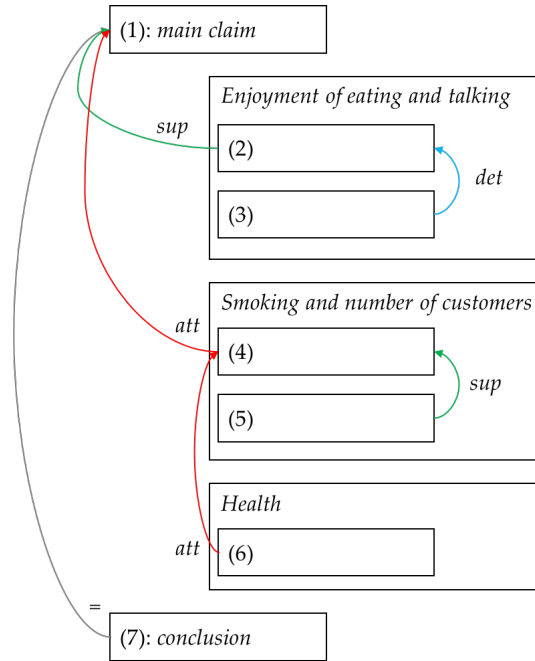 (1): main claim
Enjoyment of eating and talking
sup
(2)
det
(3)
Smoking and number of customers
att
(4)
sup
(5)
Health
att
(6)
=
(7): conclusion